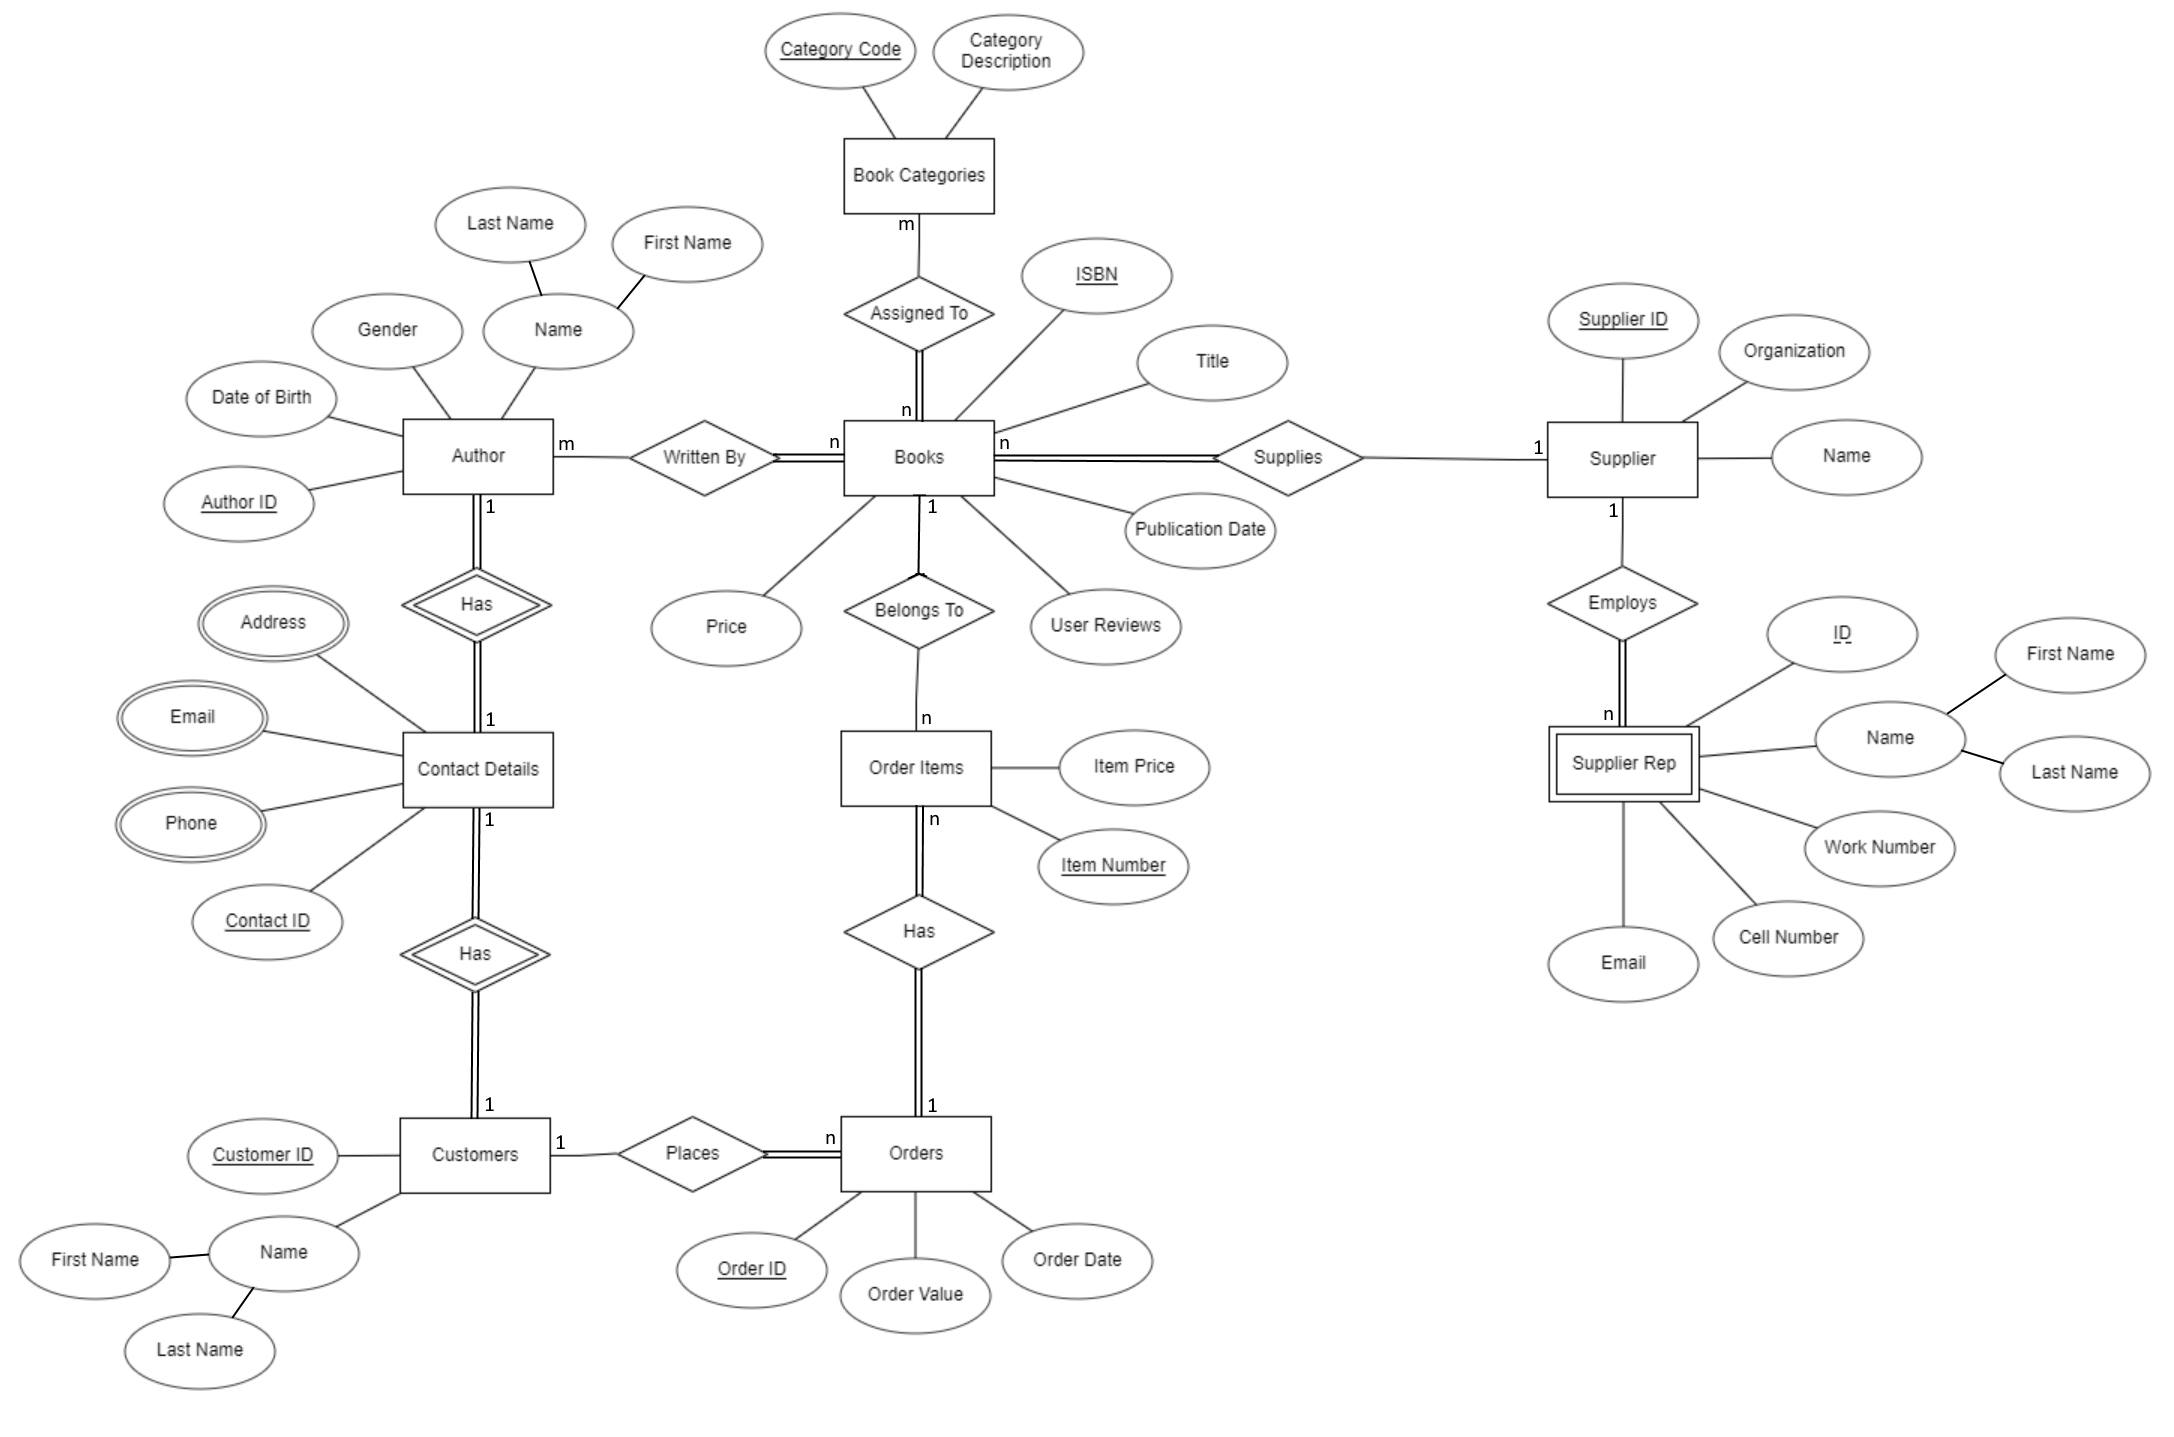 Category Code
Category
Description
Book Categories
m
Last Name
First Name
ISBN
Assigned To
Gender
Name
Title
Supplier ID
Organization
Date of Birth
n
Author
m
Written By
n
Books
n
Supplies
1
Supplier
Name
Author ID
1
1
1
Publication Date
Has
Address
Price
Belongs To
User Reviews
Employs
ID
First Name
Email
1
n
n
Name
Contact Details
Order Items
Item Price
Supplier Rep
Last Name
Phone
1
n
Work Number
Item Number
Contact ID
Has
Has
Cell Number
Email
1
1
Customer ID
Customers
1
Places
n
Orders
First Name
Name
Order ID
Order Value
Order Date
Last Name